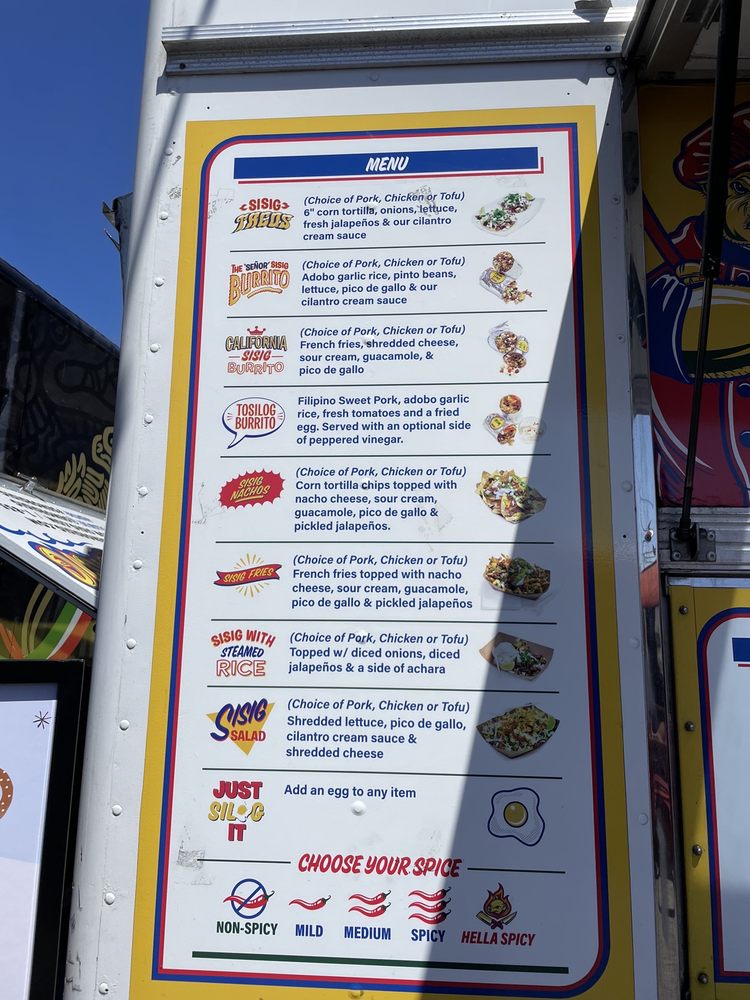 MENU
SISIG
TACOS
(Choice of Pork, Chicken or Tofu)
6" corn tortilla, onions, lettuce,
fresh jalapeños & our cilantro
cream sauce
THE 'SEÑOR' SISIG
BURRITO
(Choice of Pork, Chicken or Tofu)
Adobo garlic rice, pinto beans,
lettuce, pico de gallo & our
cilantro cream sauce
CALIFORNIA
SISIG
BURRITO
(Choice of Pork, Chicken or Tofu)
French fries, shredded cheese,
sour cream, guacamole, &
pico de gallo
TOSILOG
BURRITO
Filipino Sweet Pork, adobo garlic
rice, fresh tomatoes and a fried
egg. Served with an optional side
of peppered vinegar.
SISIG
NACHOS
(Choice of Pork, Chicken or Tofu)
Corn tortilla chips topped with
nacho cheese, sour cream,
guacamole, pico de gallo &
pickled jalapeños.
SISIG FRIES
(Choice of Pork, Chicken or Tofu)
French fries topped with nacho
cheese, sour cream, guacamole,
pico de gallo & pickled jalapeños
SISIG WITH
STEAMED
RICE
(Choice of Pork, Chicken or Tofu)
Topped w/ diced onions, diced
jalapeños & a side of achara
SISIG
SALAD
(Choice of Pork, Chicken or Tofu)
Shredded lettuce, pico de gallo,
cilantro cream sauce &
shredded cheese
JUST
SILOG
IT
Add an egg to any item
CHOOSE YOUR SPICE
NON-SPICY MILD MEDIUM SPICY HELLA SPICY